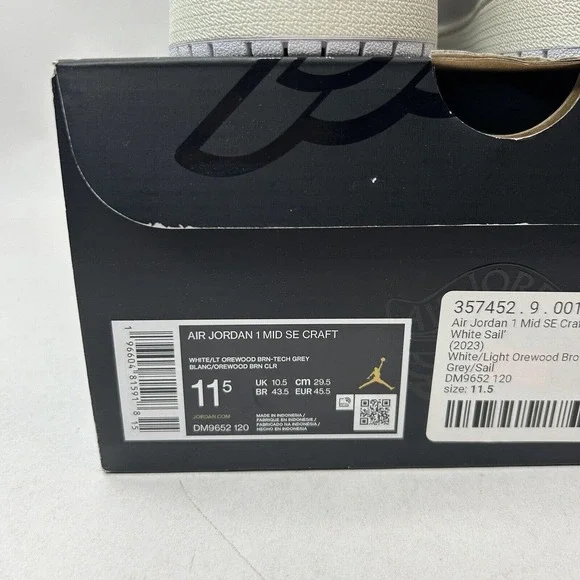 AIR JORDAN 1 MID SE CRAFT
WHITE/LT OREWOOD BRN-TECH GREY
BLANC/OREWOOD BRN CLR
11.5
UK 10.5 cm 29.5
BR 43.5 EUR 45.5
JORDAN.COM
DM9652 120
MADE IN INDONESIA/
FABRIQUE EN INDONESIE/
FABRICADO NA INDONESIA/
HECHO EN INDONESIA
1 96604 81591 8 15
357452.9.001
Air Jordan 1 Mid SE Craf
White Sail'
(2023)
White/Light Orewood Bro
Grey/Sail
DM9652 120
size: 11.5